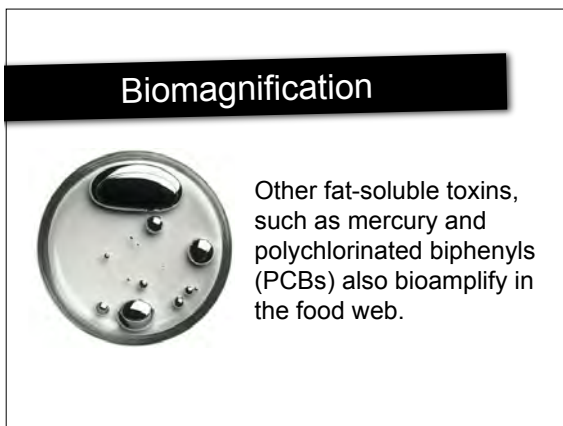 Biomagnification
Other fat-soluble toxins,
such as mercury and
polychlorinated biphenyls
(PCBs) also bioamplify in
the food web.